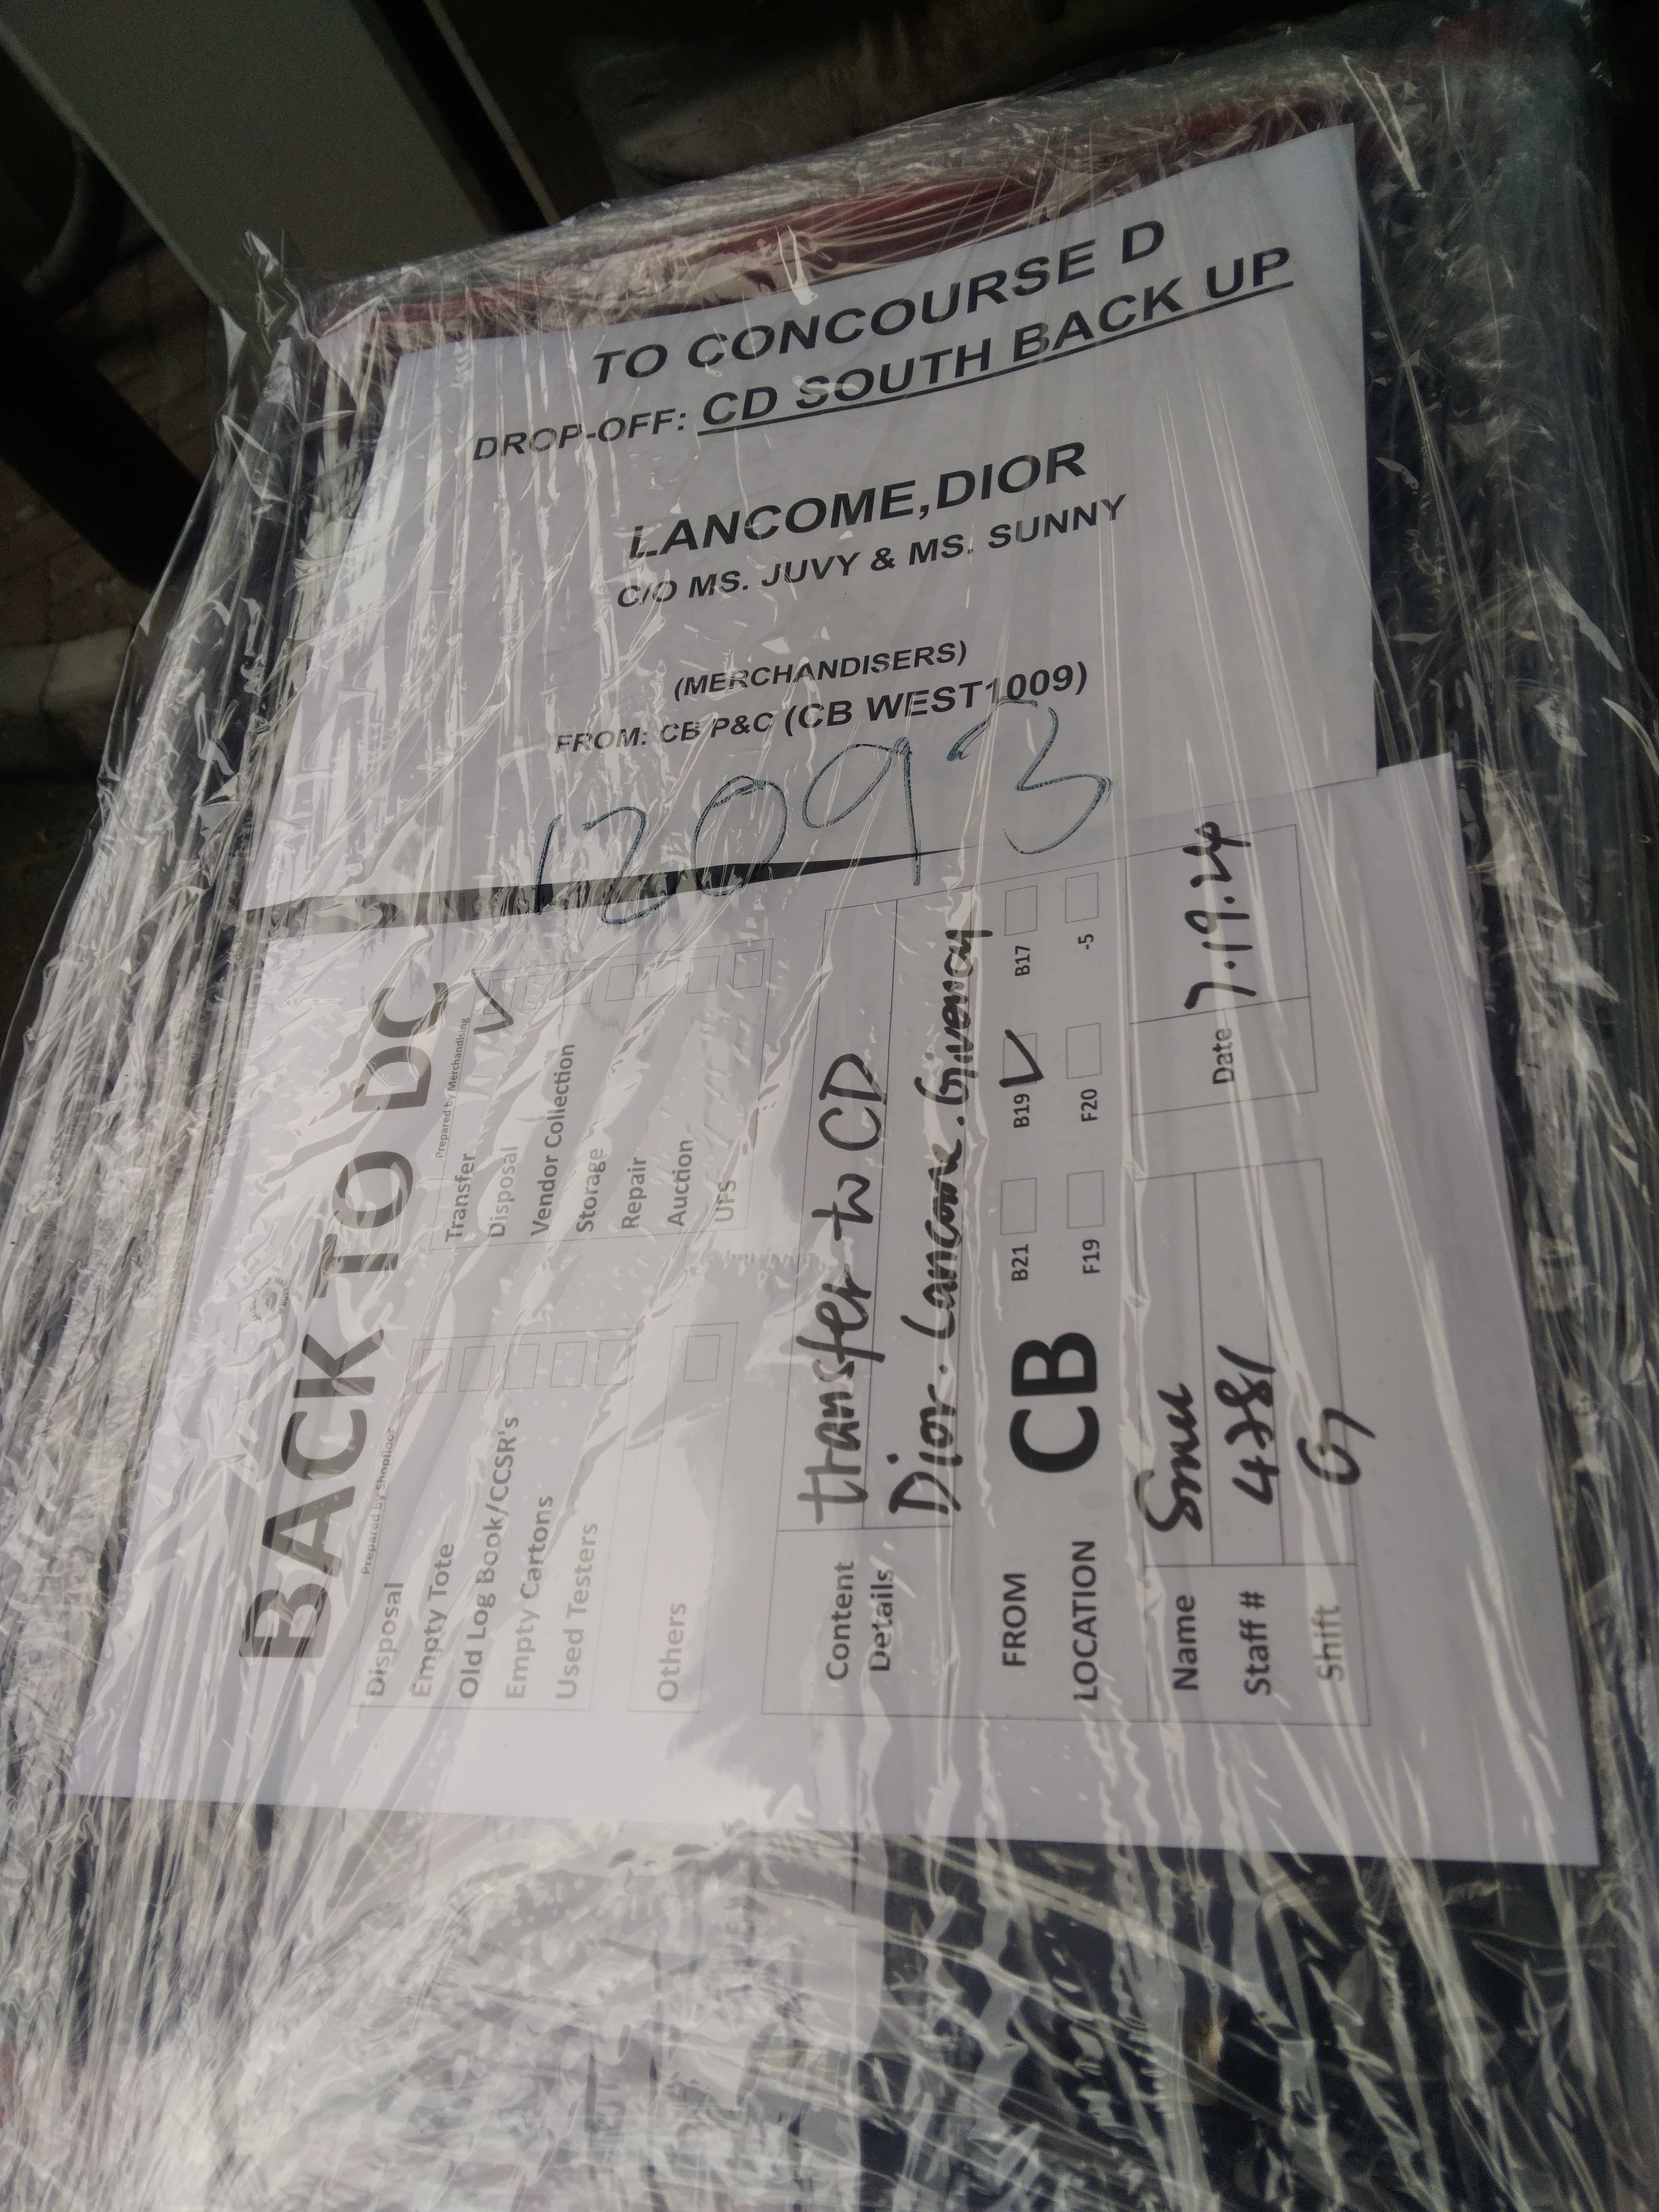 TO CONCOURSE D
DROP-OFF: CD SOUTH BACK UP
LANCOME,DIOR
C/O MS. JUVY & MS. SUNNY
(MERCHANDISERS)
FROM: CB P&C (CB WEST1009)
12093
BACK TO DC
Prepared by Shopfloor
Disposal
Empty Tote
Old Log Book/CCSR's
Empty Cartons
Used Testers
Others
Prepared by Merchandising
Transfer
Disposal
Vendor Collection
Storage
Repair
Auction
UFS
Content Details
transfer to CD
Dior. Lancome. Givency
FROM LOCATION
CB
B21 B19 B17
F19 F20 -5
Name
Staff # 4781
Shift
Date 7.19.24